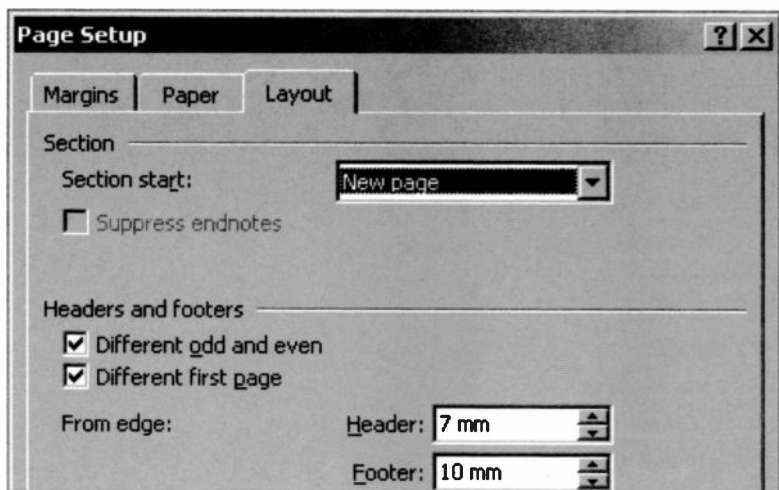 Page Setup
Margins Paper Layout
Section
Section start: New page
Suppress endnotes
Headers and footers
Different odd and even
Different first page
From edge: Header: 7 mm
Footer: 10 mm